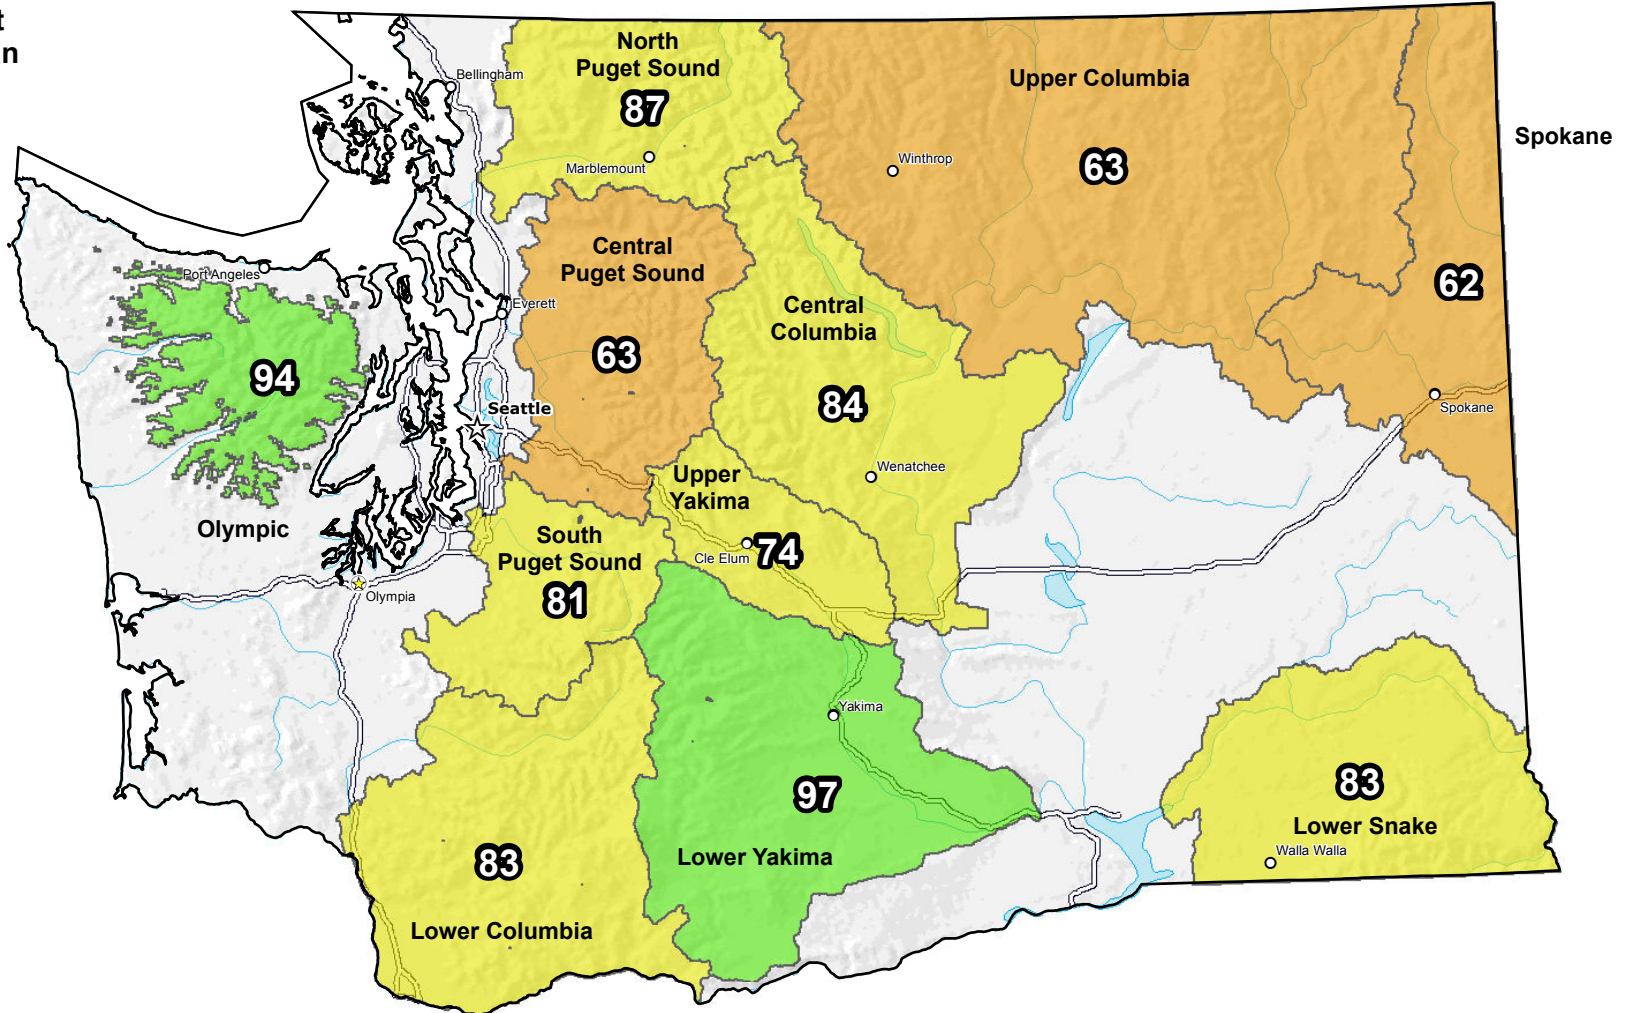 t
n
North
Puget Sound
87
Bellingham
Marblemount
Upper Columbia
63
Winthrop
Spokane
62
Spokane
Port Angeles
94
Olympic
Everett
Central
Puget Sound
63
Seattle
Central
Columbia
84
Wenatchee
Upper
Yakima
74
Cle Elum
South
Puget Sound
81
Olympia
Yakima
97
Lower Yakima
83
Lower Columbia
83
Lower Snake
Walla Walla